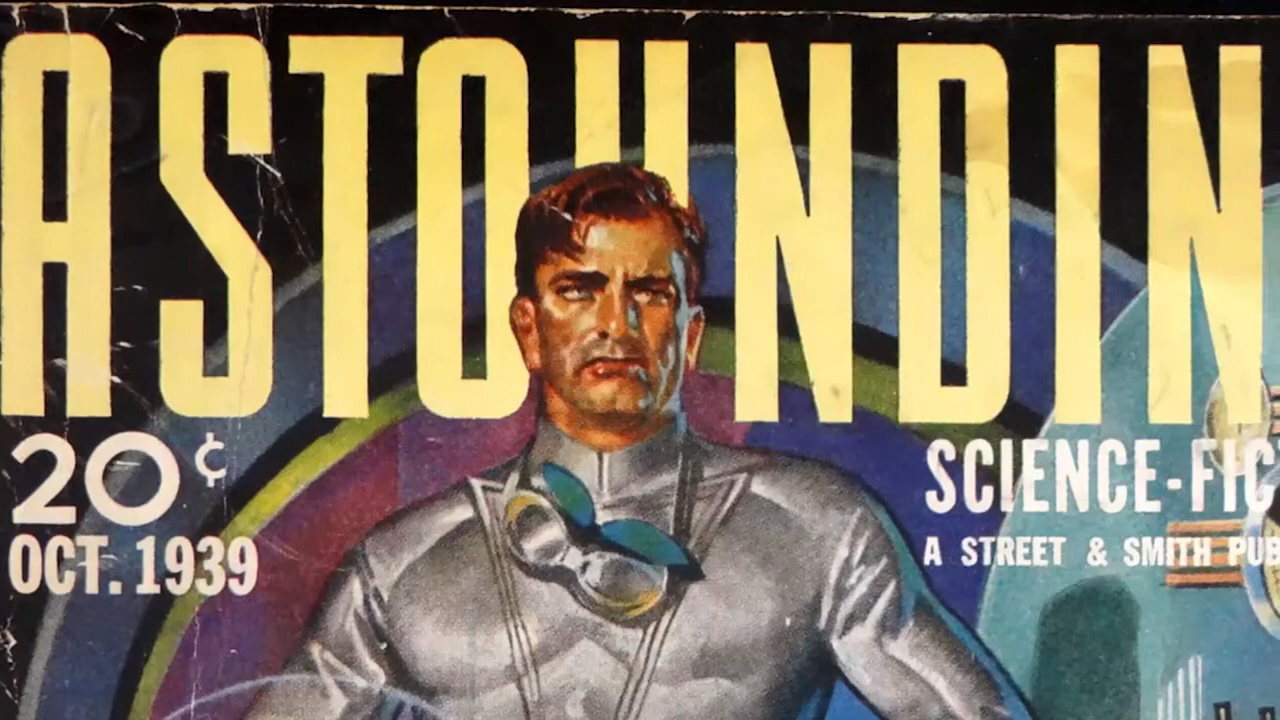 ASTOUNDIN
20¢
OCT. 1939
SCIENCE-FIC
A STREET & SMITH PUB